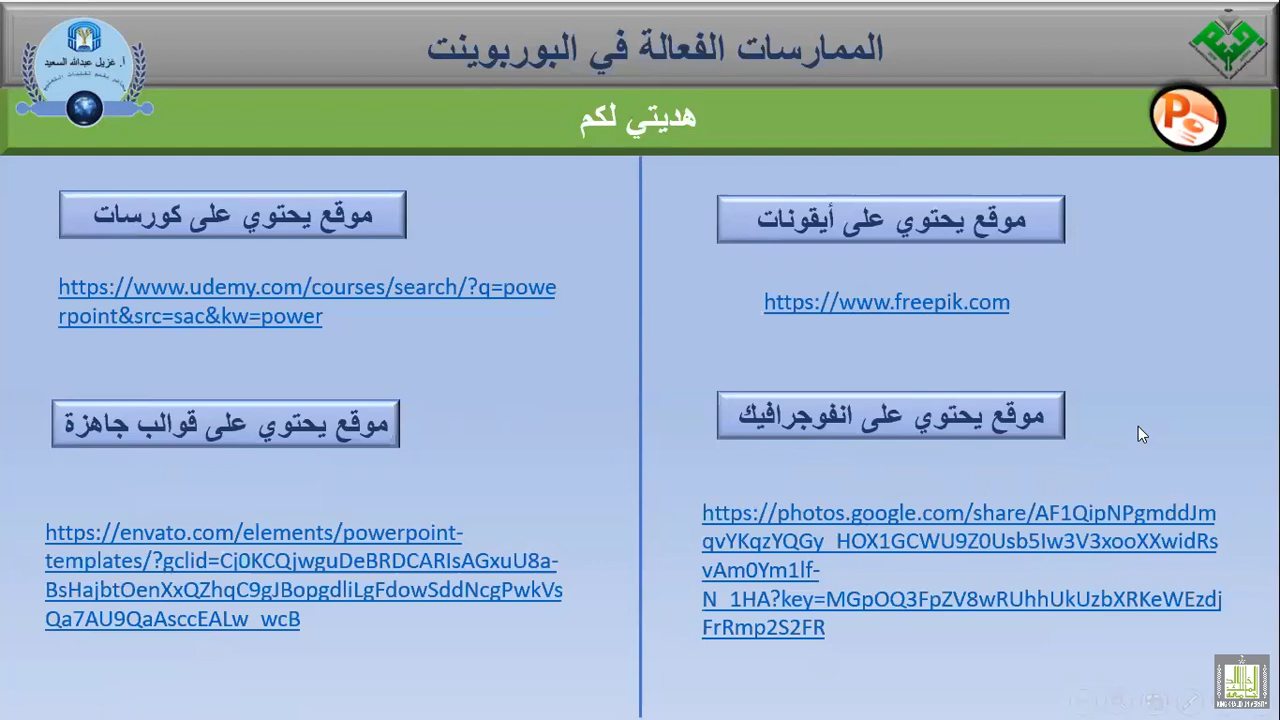 الممارسات الفعالة في البوربوينت
أ. غزيل عبدالله السعيد
هديتي لكم
موقع يحتوي على أيقونات
https://www.freepik.com
موقع يحتوي على انفوجرافيك
https://photos.google.com/share/AF1QipNPgmddJm
qvYKqzYQGy_HOX1GCWU9Z0Usb5Iw3V3xooXXwidRs
vAm0Ym1lf-
N_1HA?key=MGpOQ3FpZV8wRUhhUkUzbXRKeWEzdj
FrRmp2S2FR
موقع يحتوي على كورسات
https://www.udemy.com/courses/search/?q=powe
rpoint&src=sac&kw=power
موقع يحتوي على قوالب جاهزة
https://envato.com/elements/powerpoint-
templates/?gclid=Cj0KCQjwguDeBRDCARIsAGxuU8a-
BsHajbtOenXxQZhqC9gJBopgdliLgFdowSddNcgPwkVs
Qa7AU9QaAsccEALw_wcB